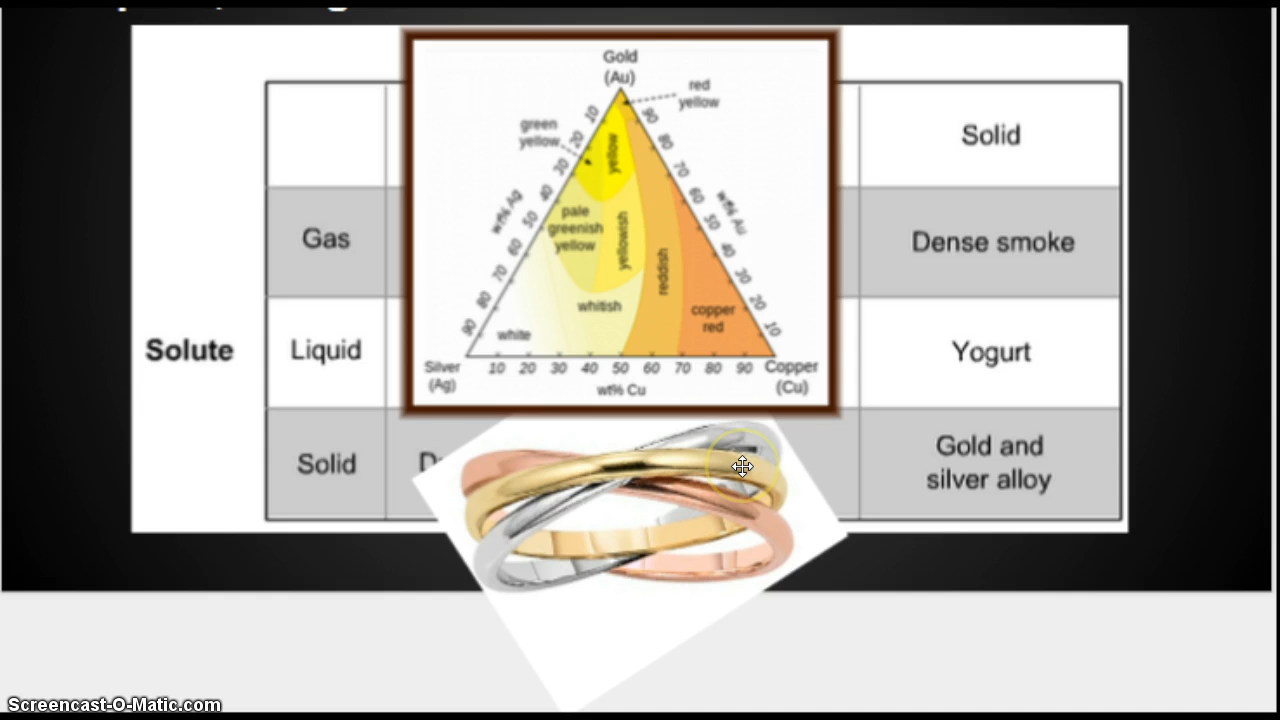 Gold
(Au)
red
yellow
green
yellow
10
20
30
40
50
60
70
80
90
wt% Ag
90
80
70
60
50
40
30
20
10
wt% Au
yellow
pale
greenish
yellow
yellowish
reddish
whitish
white
copper
red
Silver
(Ag)
10 20 30 40 50 60 70 80 90
Copper
(Cu)
wt% Cu
Solid
Gas
Dense smoke
Solute
Liquid
Yogurt
Solid
Gold and
silver alloy
Screencast-O-Matic.com